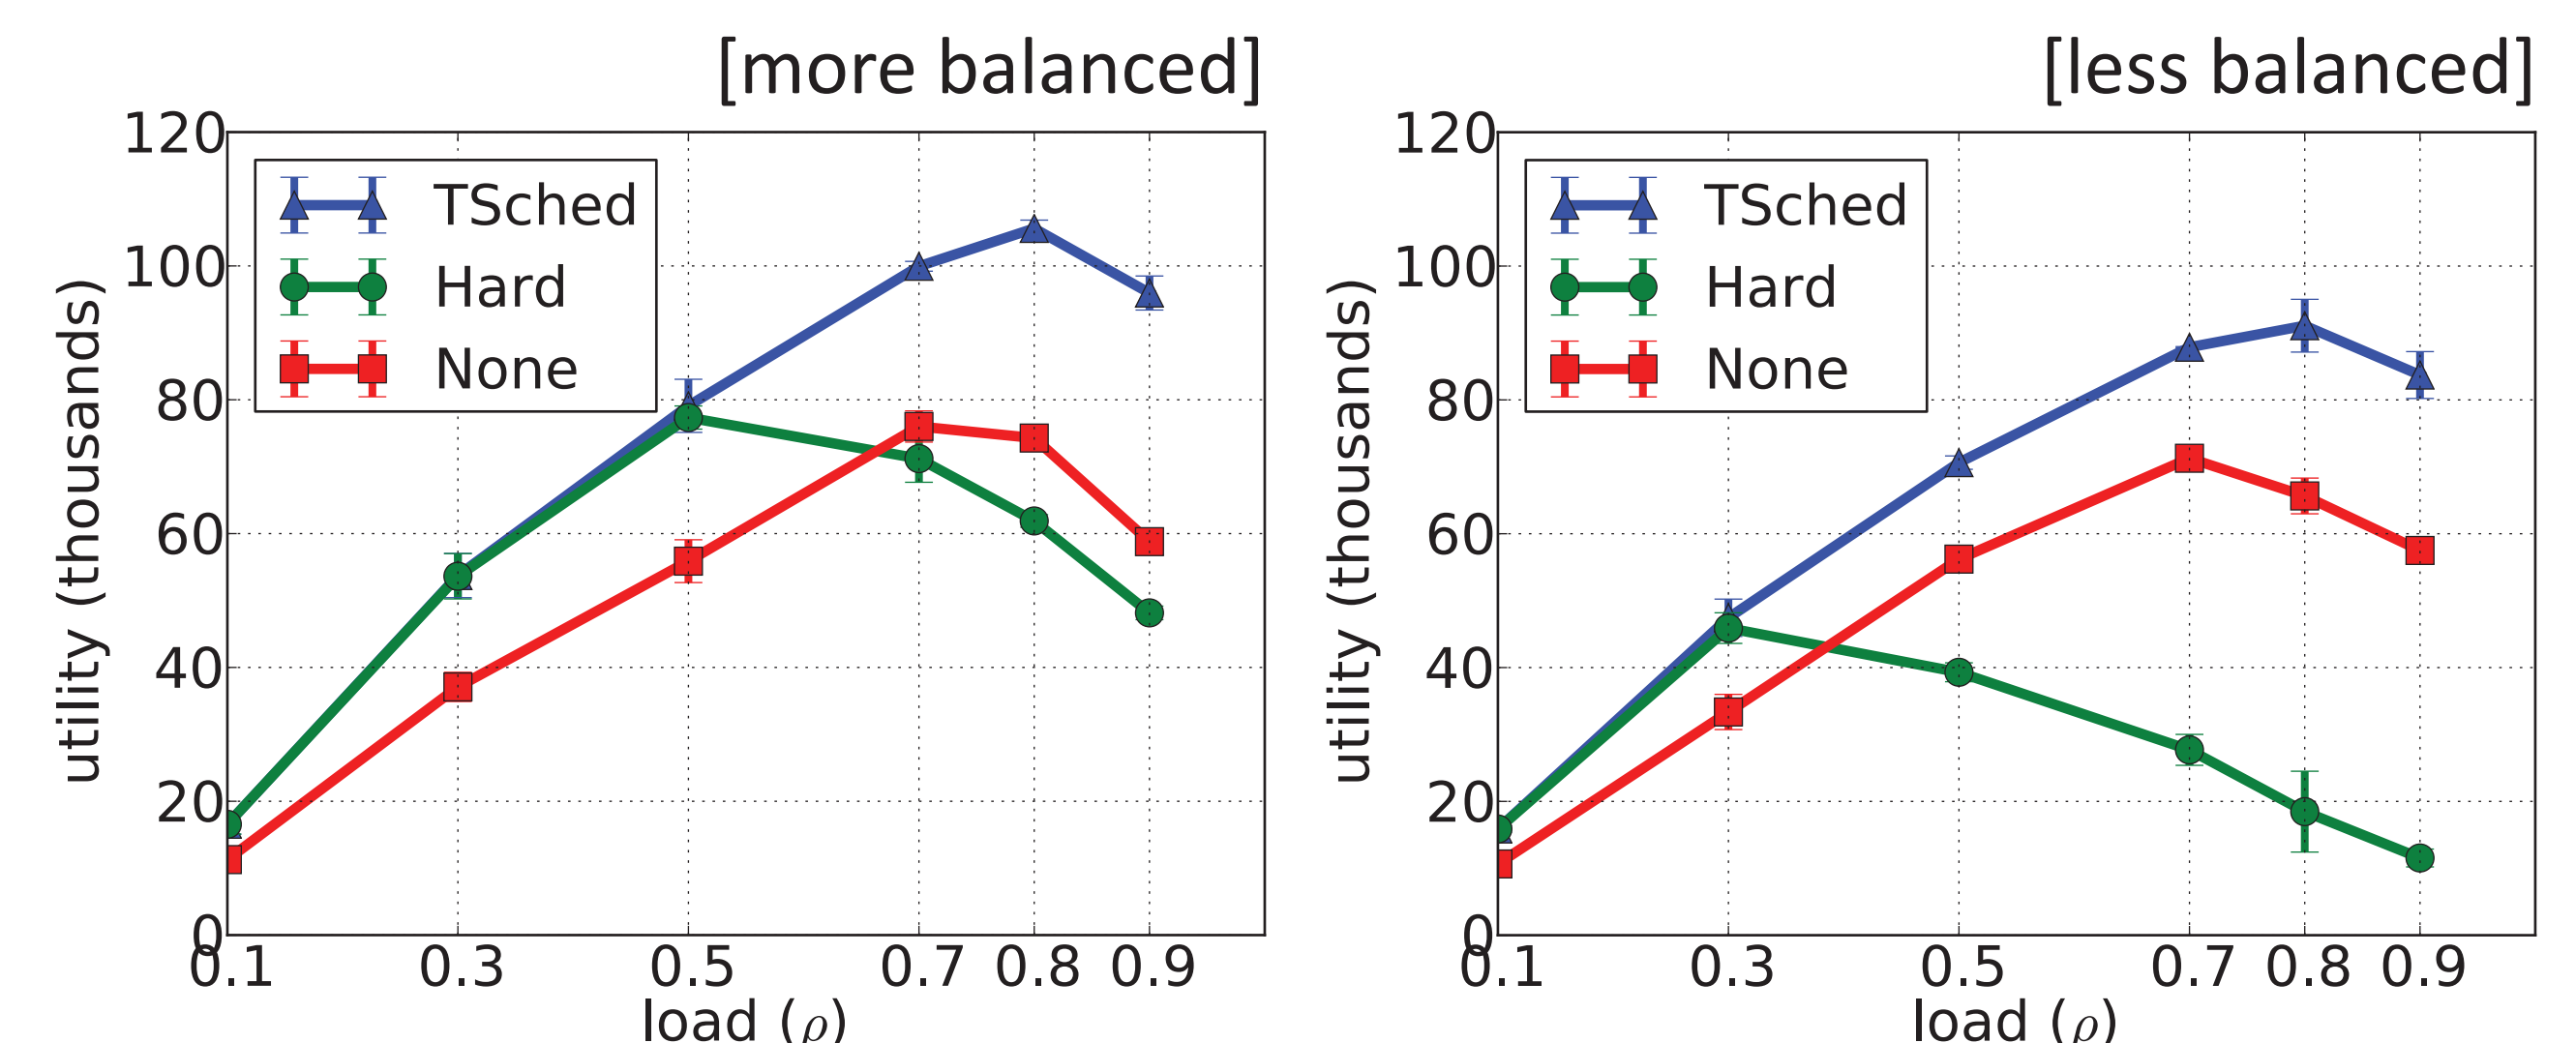 [more balanced]
120
100
80
60
40
20
0
utility (thousands)
TSched
Hard
None
0.1 0.3 0.5 0.7 0.8 0.9
load (ρ)
[less balanced]
120
100
80
60
40
20
0
utility (thousands)
TSched
Hard
None
0.1 0.3 0.5 0.7 0.8 0.9
load (ρ)